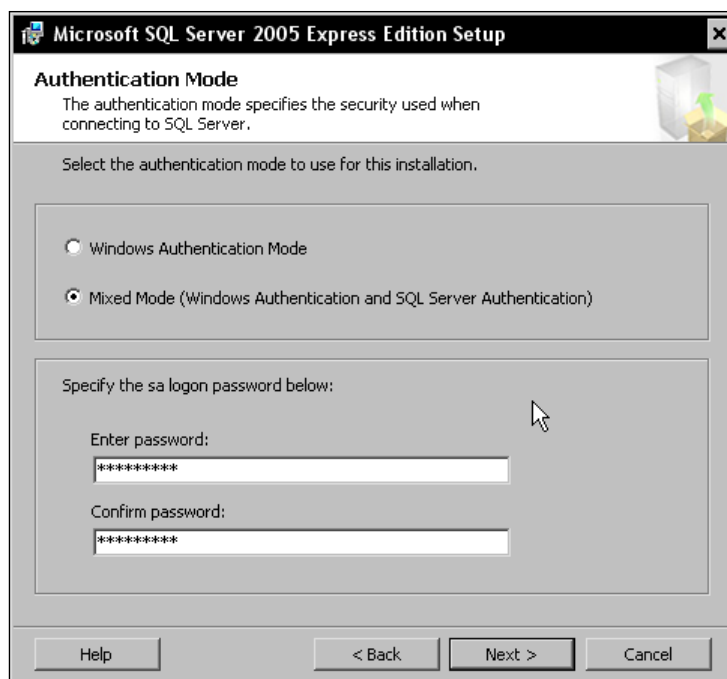 Microsoft SQL Server 2005 Express Edition Setup
Authentication Mode
The authentication mode specifies the security used when
connecting to SQL Server.
Select the authentication mode to use for this installation.
Windows Authentication Mode
Mixed Mode (Windows Authentication and SQL Server Authentication)
Specify the sa logon password below:
Enter password:
*********
Confirm password:
*********
Help
< Back
Next >
Cancel